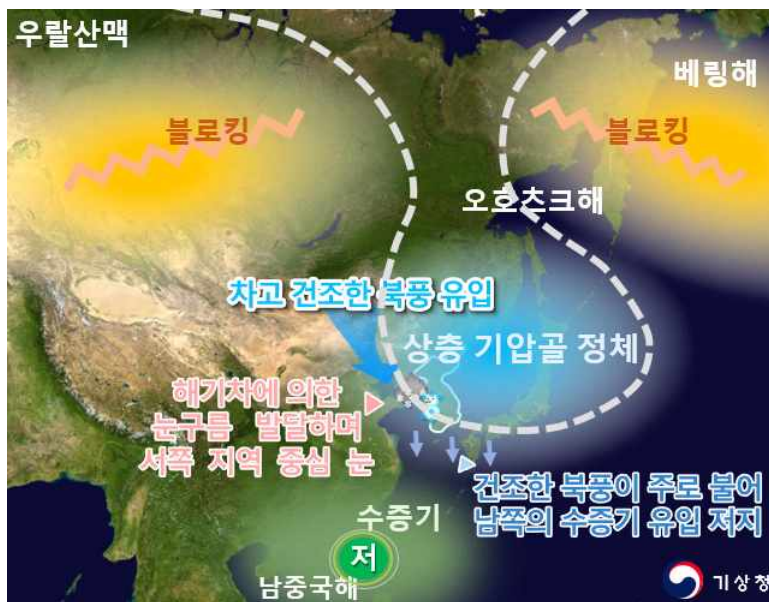 우랄산맥
베링해
블로킹
블로킹
오호츠크해
차고 건조한 북풍 유입
상층 기압골 정체
해기차에 의한
눈구름 발달하며
서쪽 지역 중심 눈
건조한 북풍이 주로 불어
남쪽의 수증기 유입 저지
수증기
저
남중국해
기상청